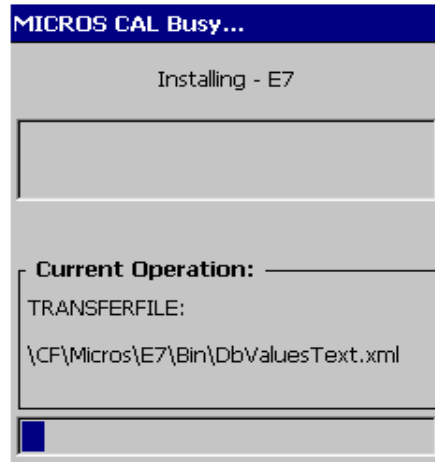 MICROS CAL Busy...
Installing - E7
Current Operation:
TRANSFERFILE:
\CF\Micros\E7\Bin\DbValuesText.xml